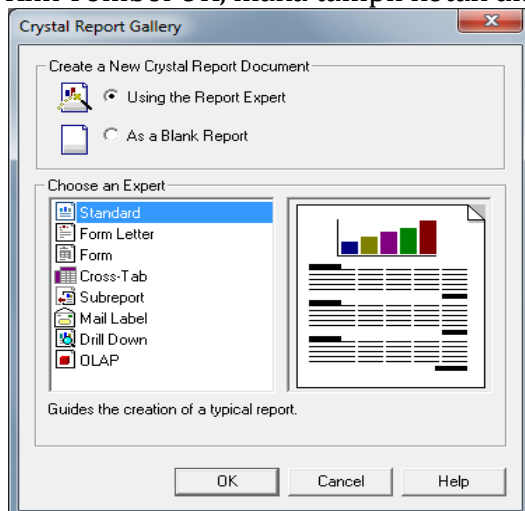 Crystal Report Gallery
Create a New Crystal Report Document
Using the Report Expert
As a Blank Report
Choose an Expert
Standard
Form Letter
Form
Cross-Tab
Subreport
Mail Label
Drill Down
OLAP
Guides the creation of a typical report.
OK Cancel Help